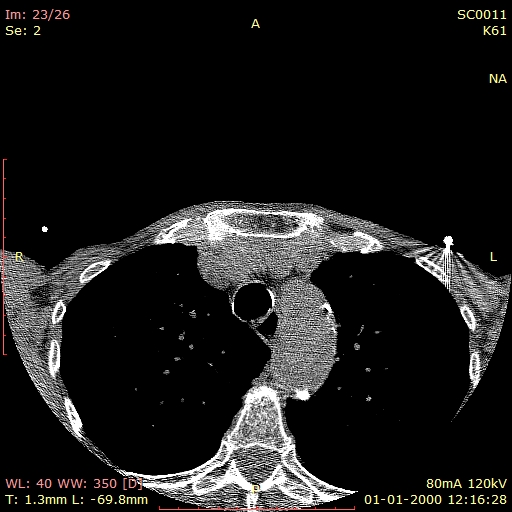 Im: 23/26
Se: 2
A
SC0011
K61
NA
R
L
WL: 40 WW: 350 [D]
T: 1.3mm L: -69.8mm
P
80mA 120kV
01-01-2000 12:16:28